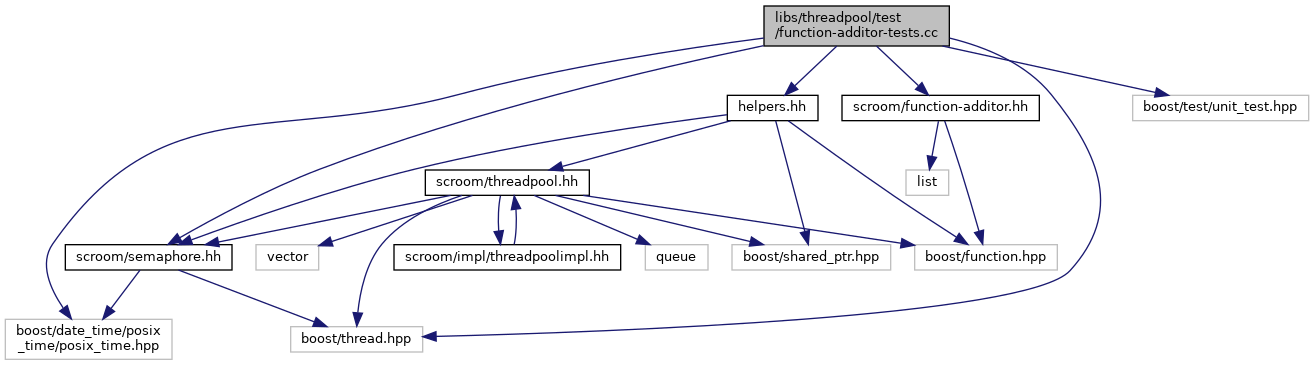 libs/threadpool/test
/function-additor-tests.cc
helpers.hh
scroom/function-additor.hh
boost/test/unit_test.hpp
scroom/threadpool.hh
list
scroom/semaphore.hh
vector
scroom/impl/threadpoolimpl.hh
queue
boost/shared_ptr.hpp
boost/function.hpp
boost/date_time/posix
_time/posix_time.hpp
boost/thread.hpp